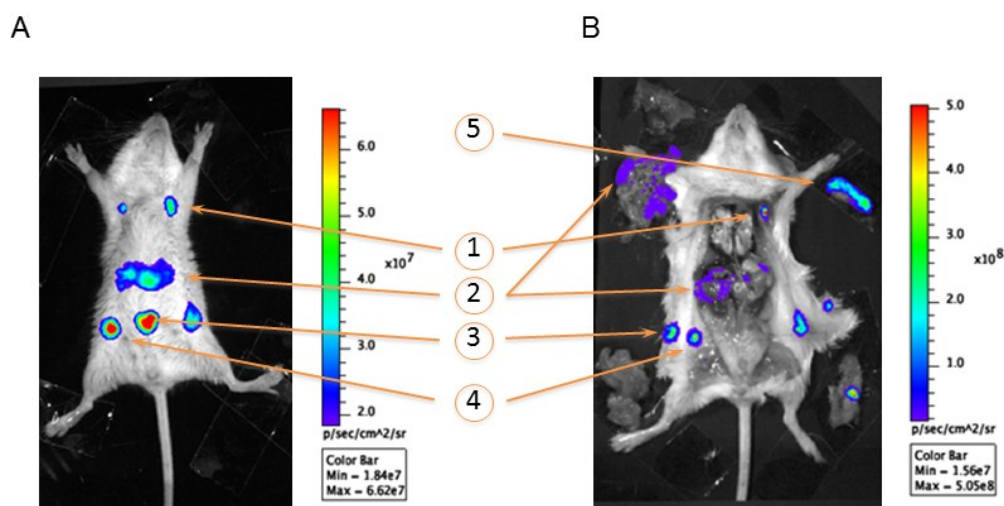 A
B
6.0
5.0
x10^7
4.0
3.0
2.0
p/sec/cm^2/sr
Color Bar
Min = 1.84e7
Max = 6.62e7
5
1
2
3
4
5.0
4.0
3.0
x10^8
2.0
1.0
p/sec/cm^2/sr
Color Bar
Min = 1.56e7
Max = 5.05e8